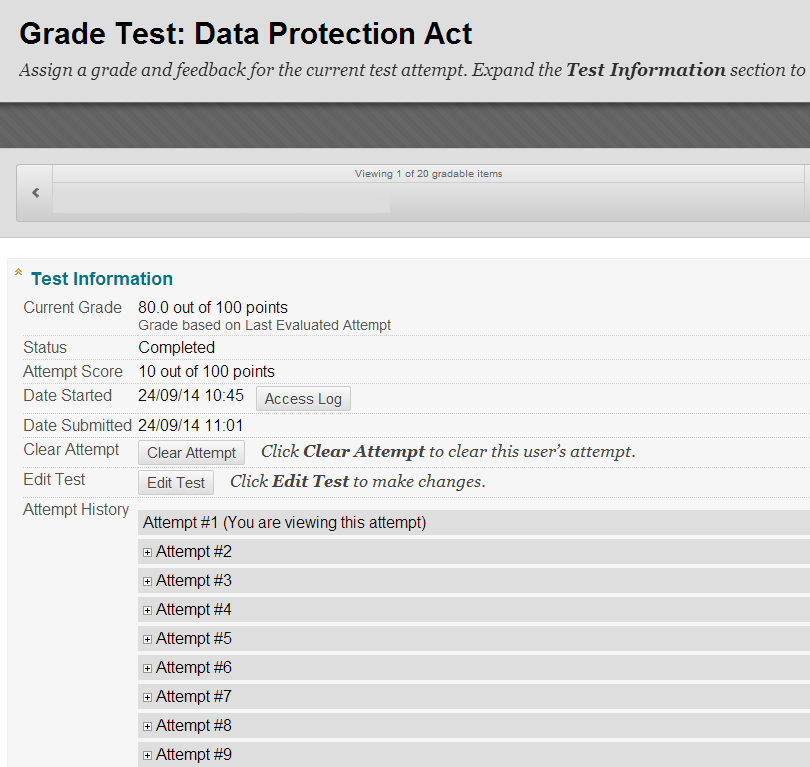 Grade Test: Data Protection Act
Assign a grade and feedback for the current test attempt. Expand the Test Information section to
Viewing 1 of 20 gradable items
Test Information
Current Grade 80.0 out of 100 points
Grade based on Last Evaluated Attempt
Status Completed
Attempt Score 10 out of 100 points
Date Started 24/09/14 10:45 Access Log
Date Submitted 24/09/14 11:01
Clear Attempt Clear Attempt Click Clear Attempt to clear this user's attempt.
Edit Test Edit Test Click Edit Test to make changes.
Attempt History
Attempt #1 (You are viewing this attempt)
Attempt #2
Attempt #3
Attempt #4
Attempt #5
Attempt #6
Attempt #7
Attempt #8
Attempt #9